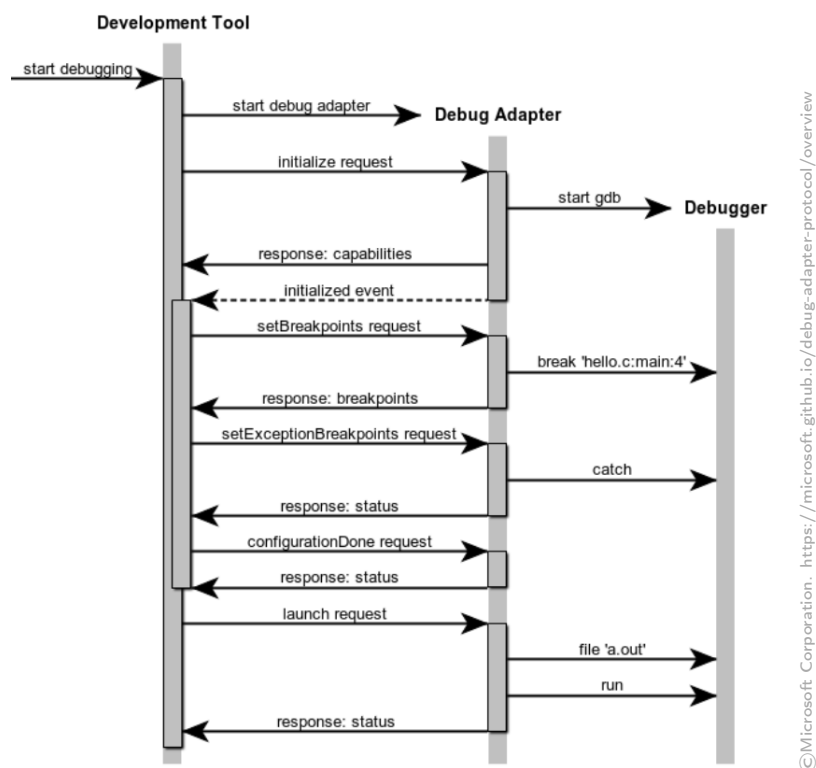 Development Tool
start debugging
start debug adapter
Debug Adapter
initialize request
start gdb
Debugger
response: capabilities
initialized event
setBreakpoints request
break 'hello.c:main:4'
response: breakpoints
setExceptionBreakpoints request
catch
response: status
configurationDone request
response: status
launch request
file 'a.out'
run
response: status
©Microsoft Corporation. https://microsoft.github.io/debug-adapter-protocol/overview